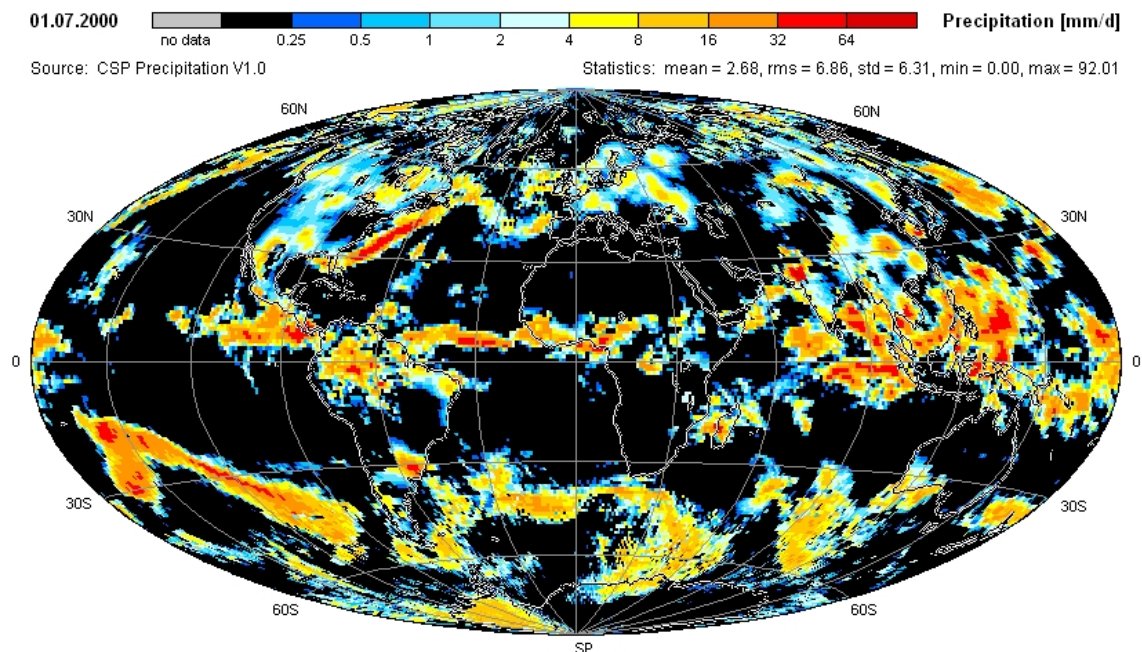 01.07.2000
Precipitation [mm/d]
no data 0.25 0.5 1 2 4 8 16 32 64
Source: CSP Precipitation V1.0
Statistics: mean = 2.68, rms = 6.86, std = 6.31, min = 0.00, max = 92.01
60N 60N
30N 30N
0 0
30S 30S
60S 60S
SP